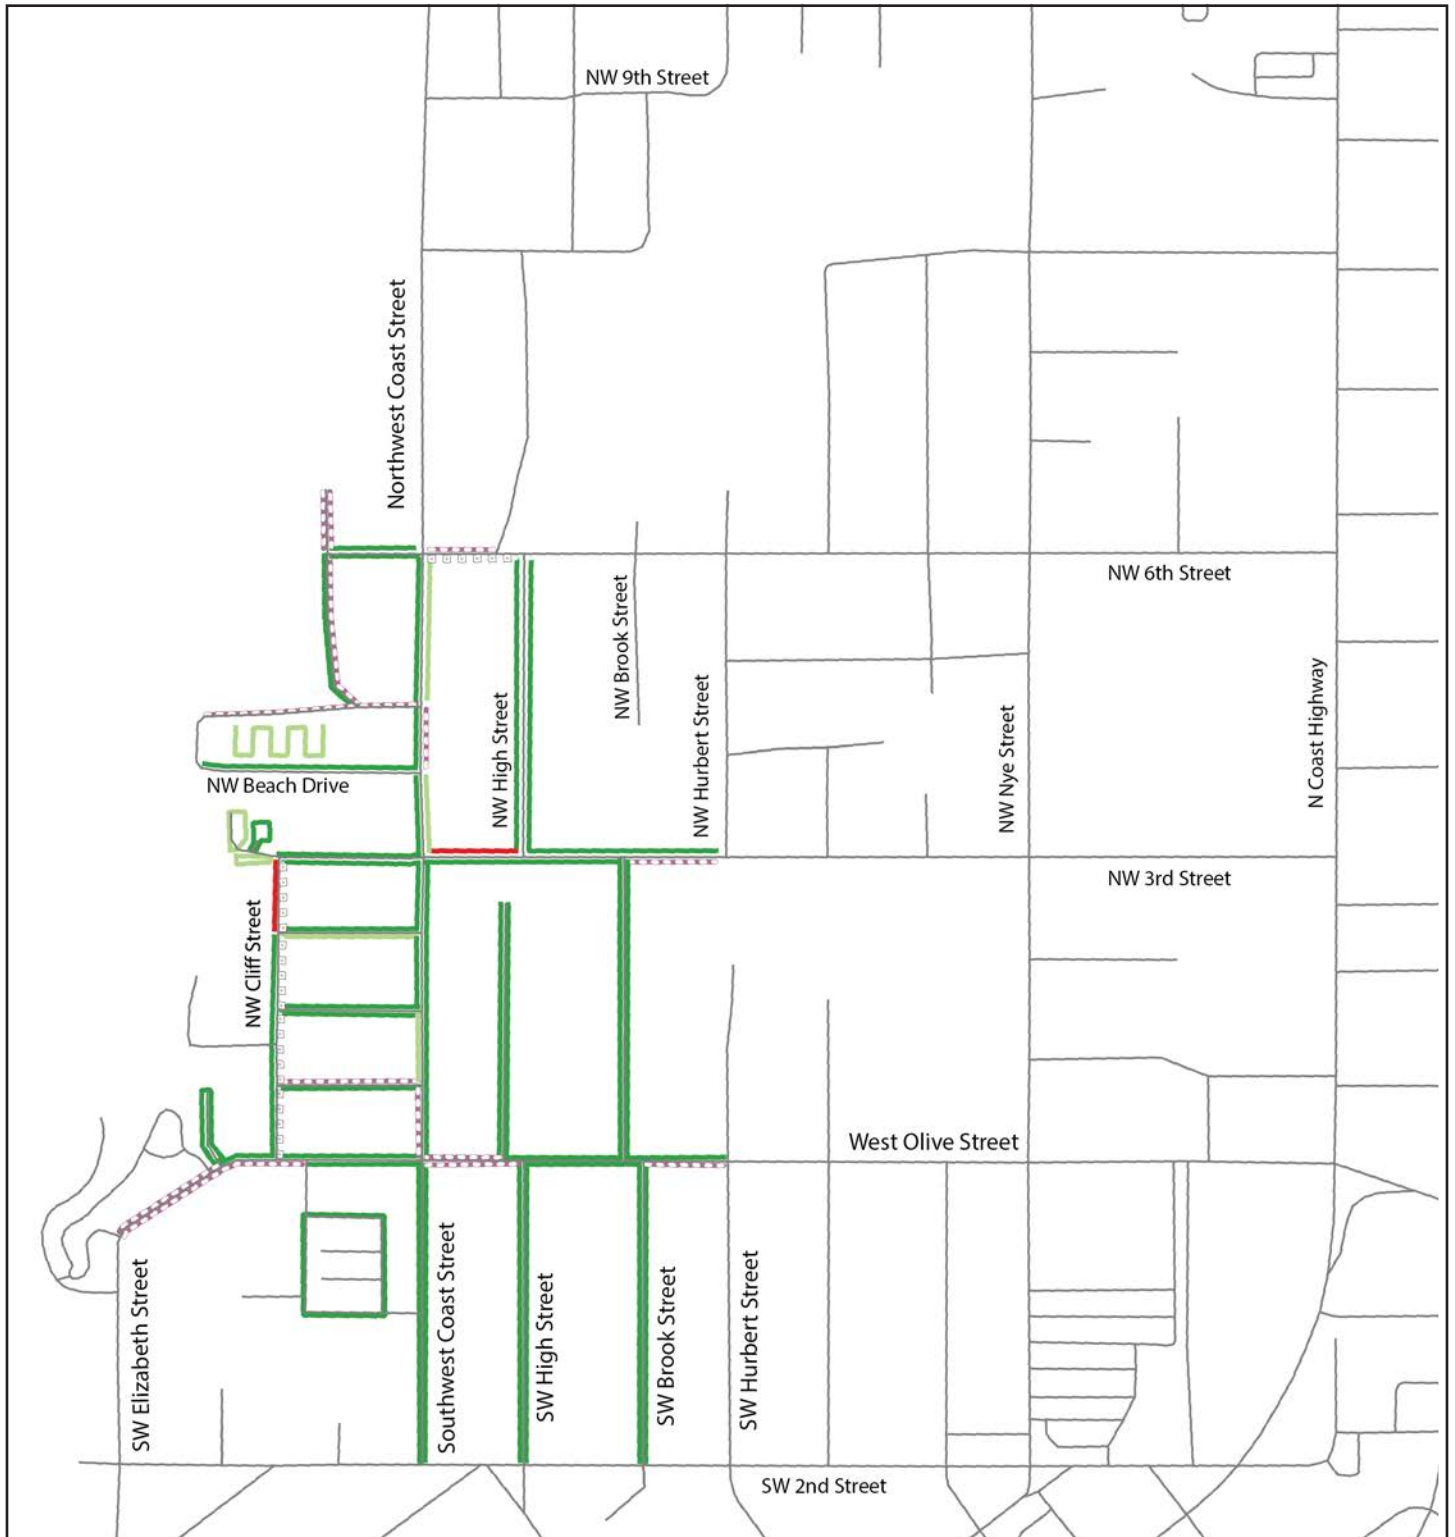 NW 9th Street
Northwest Coast Street
NW 6th Street
NW Brook Street
NW High Street
NW Hurbert Street
NW Nye Street
N Coast Highway
NW Beach Drive
NW 3rd Street
NW Cliff Street
West Olive Street
SW Elizabeth Street
Southwest Coast Street
SW High Street
SW Brook Street
SW Hurbert Street
SW 2nd Street